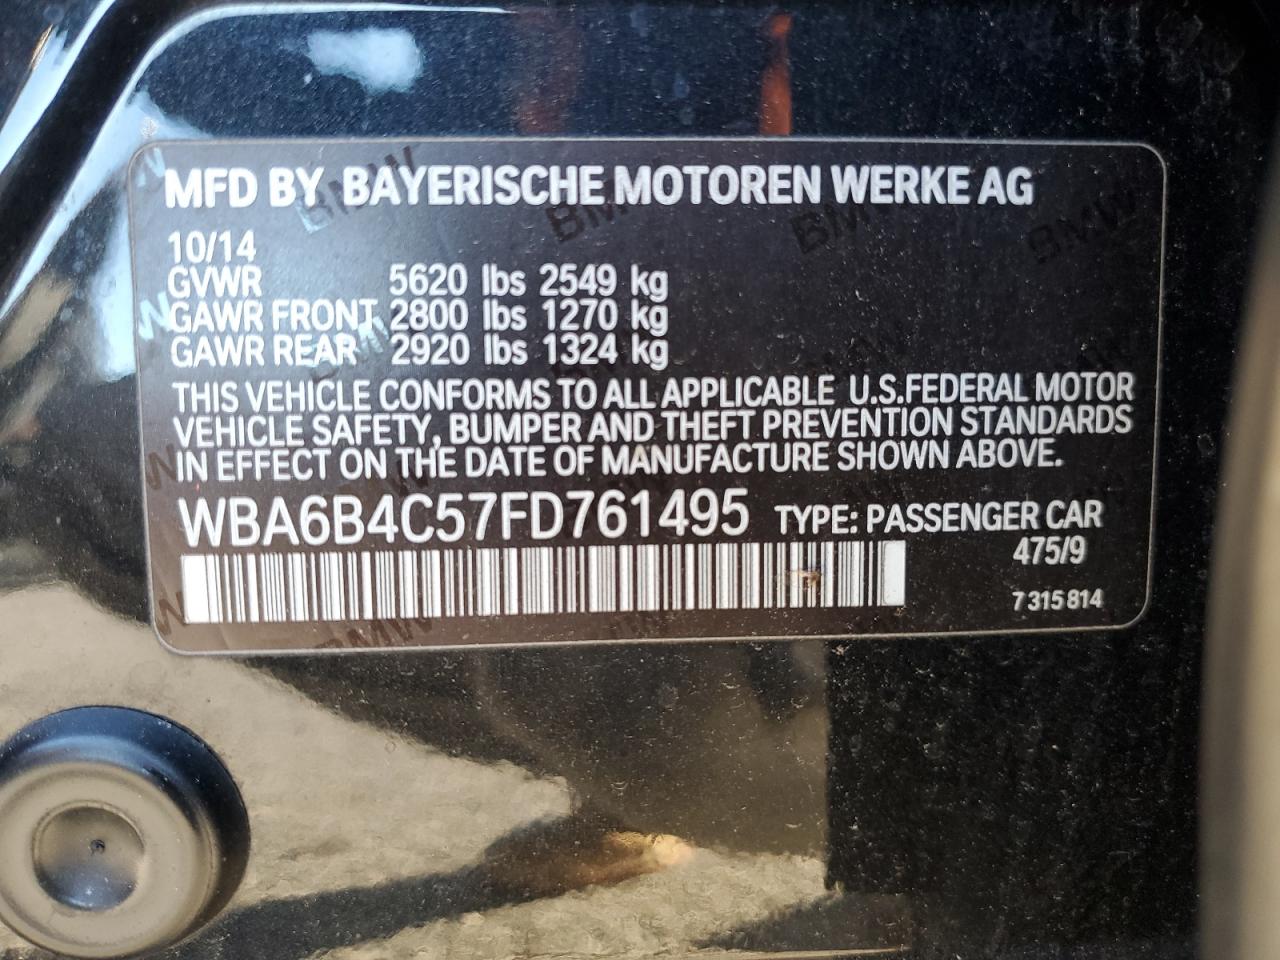 MFD BY BAYERISCHE MOTOREN WERKE AG
10/14
GVWR 5620 lbs 2549 kg
GAWR FRONT 2800 lbs 1270 kg
GAWR REAR 2920 lbs 1324 kg
THIS VEHICLE CONFORMS TO ALL APPLICABLE U.S.FEDERAL MOTOR
VEHICLE SAFETY, BUMPER AND THEFT PREVENTION STANDARDS
IN EFFECT ON THE DATE OF MANUFACTURE SHOWN ABOVE.
WBA6B4C57FD761495 TYPE: PASSENGER CAR
475/9
7 315 814